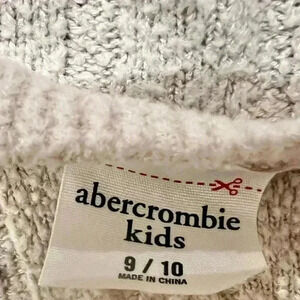 abercrombie
kids
9 / 10
MADE IN CHINA